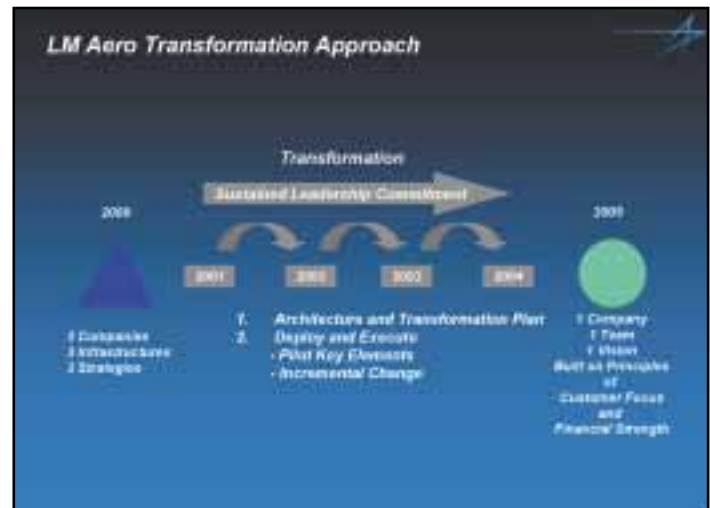 LM Aero Transformation Approach
Transformation
Sustained Leadership Commitment
2000
2005
2001
2002
2003
2004
1. Architecture and Transformation Plan
2. Deploy and Execute
- Pilot Key Elements
- Incremental Change
3 Companies
3 Infrastructures
3 Strategies
1 Company
1 Team
1 Vision
Built on Principles
of
Customer Focus
and
Financial Strength